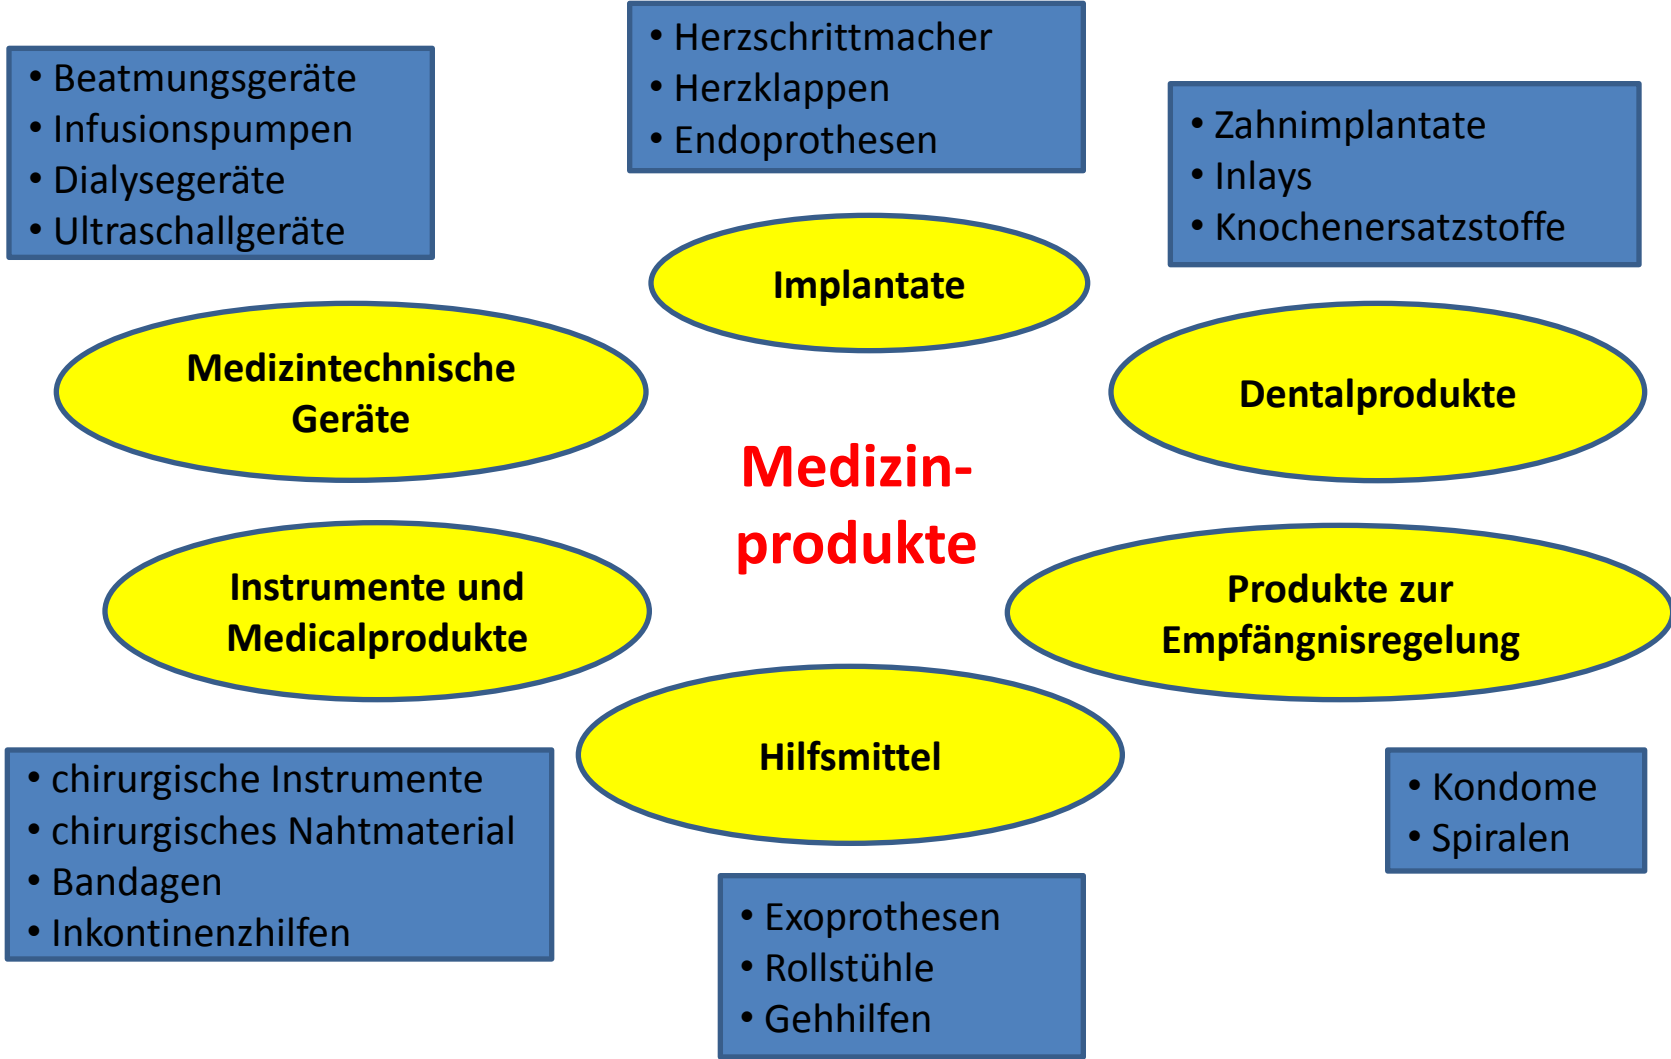 • Beatmungsgeräte
• Infusionspumpen
• Dialysegeräte
• Ultraschallgeräte
• Herzschrittmacher
• Herzklappen
• Endoprothesen
• Zahnimplantate
• Inlays
• Knochenersatzstoffe
Implantate
Medizintechnische
Geräte
Dentalprodukte
Medizin-
produkte
Instrumente und
Medicalprodukte
Produkte zur
Empfängnisregelung
Hilfsmittel
• chirurgische Instrumente
• chirurgisches Nahtmaterial
• Bandagen
• Inkontinenzhilfen
• Exoprothesen
• Rollstühle
• Gehhilfen
• Kondome
• Spiralen